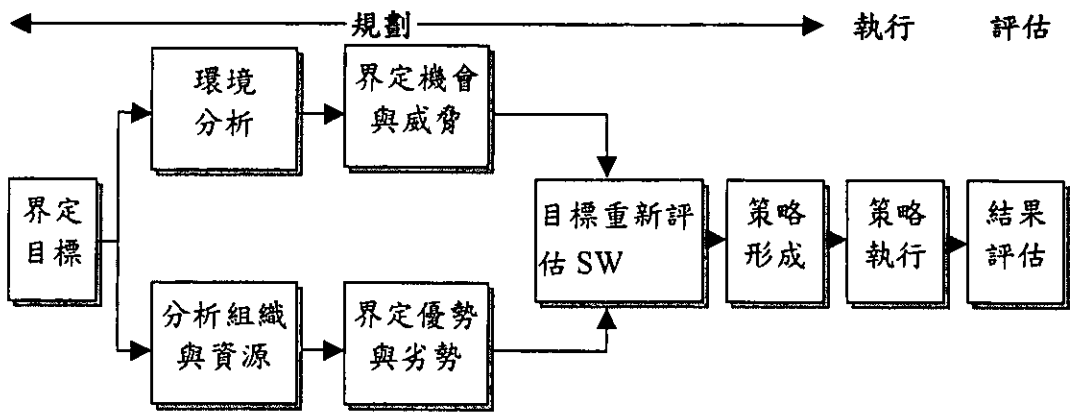 規劃 執行 評估
環境
分析
界定機會
與威脅
界定
目標
分析組織
與資源
界定優勢
與劣勢
目標重新評
估 SW
策略
形成
策略
執行
結果
評估